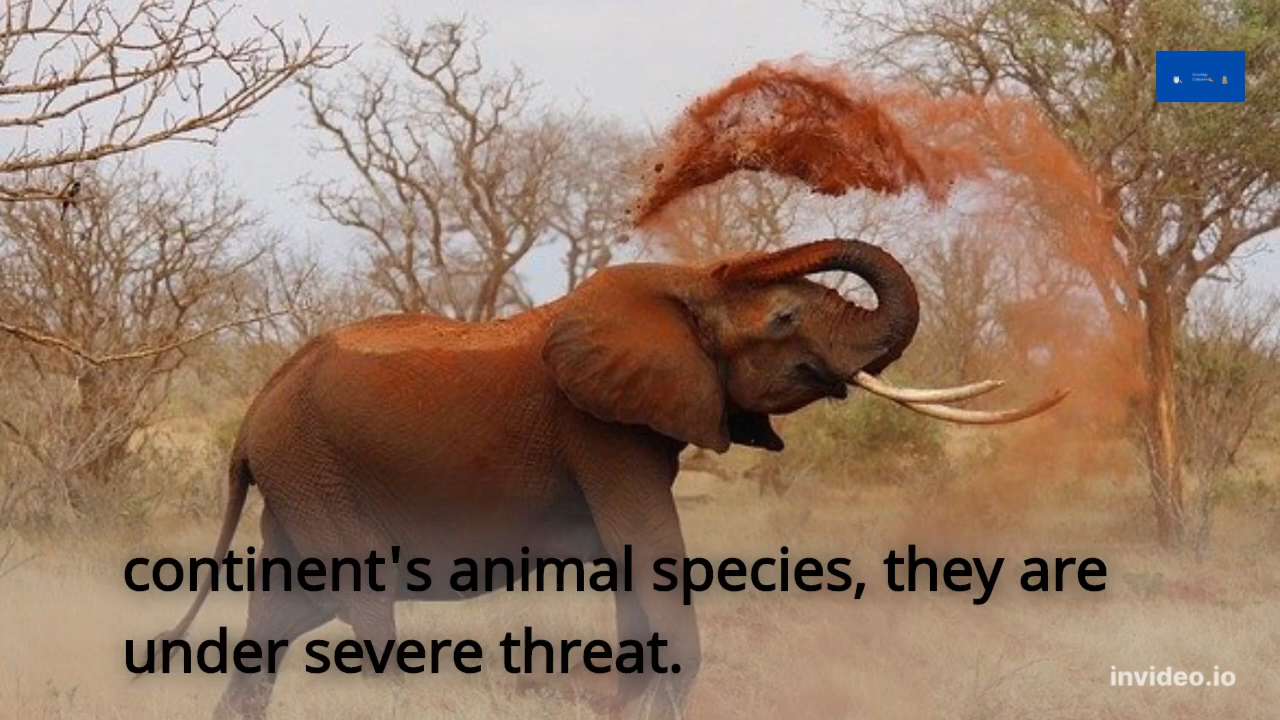 continent's animal species, they are
under severe threat.
invideo.io